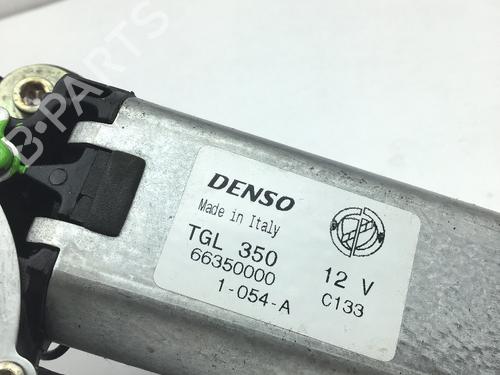 B-PARTS
DENSO
Made in Italy
TGL 350
66350000
12 V
1-054-A
C133